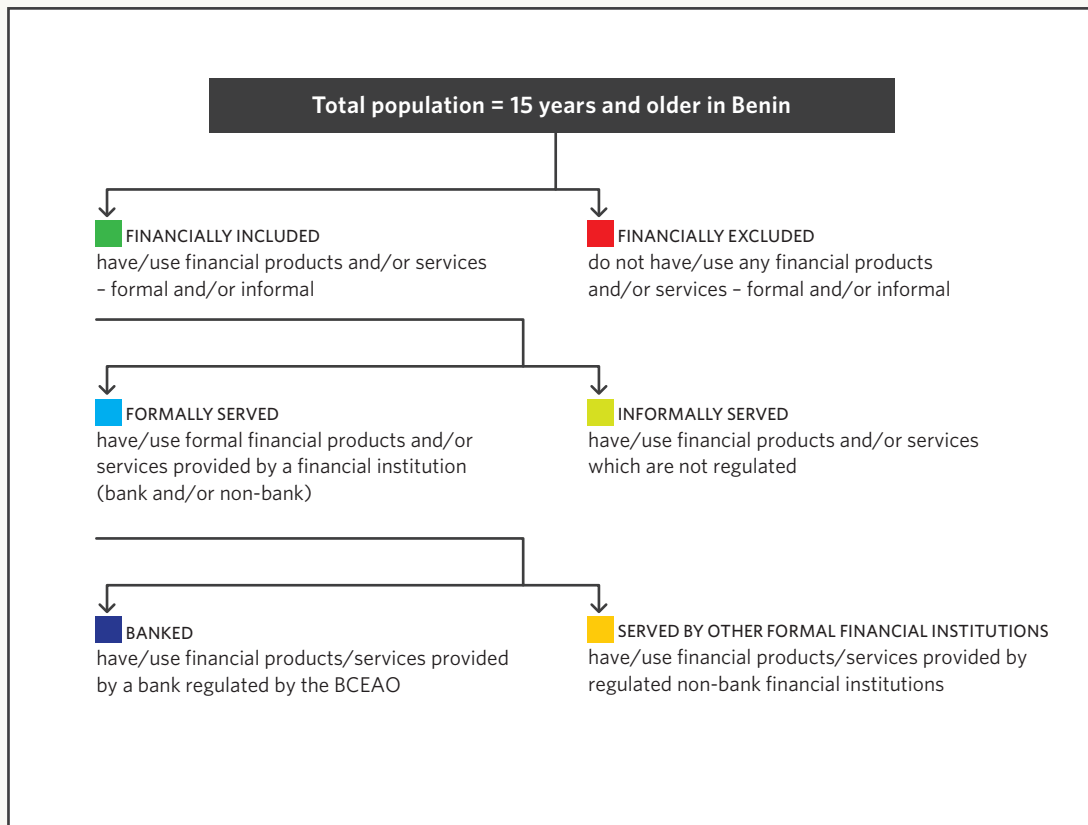 Total population = 15 years and older in Benin
FINANCIALLY INCLUDED
have/use financial products and/or services
– formal and/or informal
FINANCIALLY EXCLUDED
do not have/use any financial products
and/or services – formal and/or informal
FORMALLY SERVED
have/use formal financial products and/or
services provided by a financial institution
(bank and/or non-bank)
INFORMALLY SERVED
have/use financial products and/or services
which are not regulated
BANKED
have/use financial products/services provided
by a bank regulated by the BCEAO
SERVED BY OTHER FORMAL FINANCIAL INSTITUTIONS
have/use financial products/services provided by
regulated non-bank financial institutions